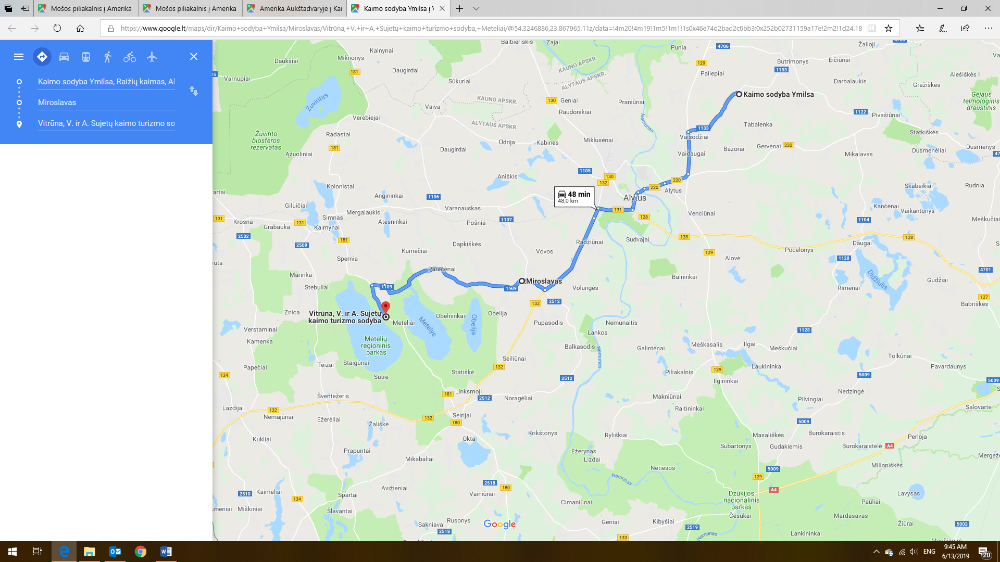 Mošos piliakalnis į Amerika
Mošos piliakalnis į Amerika
Amerika Aukštadvaryje į Kai
Kaimo sodyba Ymilsa į V
https://www.google.lt/maps/dir/Kaimo+sodyba+Ymilsa/Miroslavas/Vitrūna,+V.+ir+A.+Sujetų+kaimo+turizmo+sodyba,+Meteliai/@54.3246886,23.867965,11z/data=!4m20!4m19!1m5!1m1!1s0x46e74d2bad2c6bb3:0x252b02731159a17e!2m2!1d24.18
Kaimo sodyba Ymilsa, Raižių kaimas, Al
Miroslavas
Vitrūna, V. ir A. Sujetų kaimo turizmo so
Balbieriškis
Zajai
Punia
4706
Žalioji
Kalnynai
Daukšiai
Miknonys
181
Daugirdai
Varnupiai
Sūkuriai
KAUNO APSKR.
ALYTAUS APSKR.
129
Paliepiai
Butrimonys
1133
Eičiūnai
Darbalaukis
Alešiškės I
Gražiškės
Žuvintas
Vaiva
KAUNO APSKR.
130
Geniai
Raudonikiai
Praniūnai
Kaimo sodyba Ymilsa
Gėjaus
telmologinis
draustinis
1122
Pivašiūnai
Verebiejai
ALYTAUS APSKR.
Nemunas
1133
Tabalenka
Vaisodžiai
Statkiškės
Žuvinto
biosferos
rezervatas
Radastai
Ūdrija
Kabinės
Miklusėnai
181
Daugirdai
Ąžuoliniai
Vaidaugai
Bazorai
Gervėnai
220
Mikalavas
Dusmenėliai
Dusmenys
1105
130
132
Aniškis
48 min
48,0 km
220
220
Alytus
Alytus
Skabeikiai
Rudnia
Kolonistai
Angininkai
1106
Giluičiai
Varanauskas
Mergalaukis
Simnas
Atesninkai
Krosna
131
131
Grabauka
Kaimynai
Pošnia
1107
131
128
Venciūnai
Kančėnai
Vaikantonys
1104
Meškučiai
2502
2509
181
Dapkiškės
Radžiūnai
Sudvajai
128
Daugai
128
Kumečiai
Vovos
129
Alovė
Pocelonys
1128
Spernia
Parečėnai
Marinka
Stebuliai
1109
1109
Miroslavas
Volungės
Balninkai
Didžiulis
4701
Rimėnai
Gudžiai
127
Babriškės
132
2512
Znica
Vitrūna, V. ir A. Sujetų
kaimo turizmo sodyba
Meteliai
Metelys
Obelninkai
Obelija
Obelija
Pupasodis
Nemunaitis
Verstaminai
Kamenka
Metelių
regioninis
parkas
Lankos
1128
Balkasodis
Nemunas
Galintėnai
Meškasalis
Ilgai
Meškučiai
Papečiai
Teizai
Staigūnai
Seiliūnai
132
Tolkūnai
134
Sutrė
Statiškė
Piliakalnis
129
Laukininkai
Pavardaunys
Ilgininkai
5009
5009
Šventežeris
181
Linksmoji
2512
2512
Noragėliai
Makniūnai
Nedzingė
Pilvingiai
Lazdijai
132
Nemajūnai
Ežerėliai
132
Seirijai
180
Raitininkai
Salovartė
Žališkė
5009
Kukliai
Krikštonys
Ryliškiai
Masališkės
Burokaraistis
Perloja
Okta
Subartonys
Gudakiemis
Burokaraistėlė
A4
Prapuntai
Mikabaliai
Ežerynas
Lizdai
Milioniškės
Netiesos
5009
129
Nemunas
2518
180
Kaimeliai
2510
Avižieniai
Vainiūnai
Spartai
Cimaniūnai
Dzūkijos
nacionalinis
parkas
A4
Lavysas
134
Miškiniai
Šlavantai
Paūliai
Rusonys
Sakniava
2518
Google
Geniai
Kibyšiai
Česukai
Mardasavas
Žiūrai
5003
2519
Nemunas
133
Lankininkai
ENG
9:45 AM
6/13/2019
20